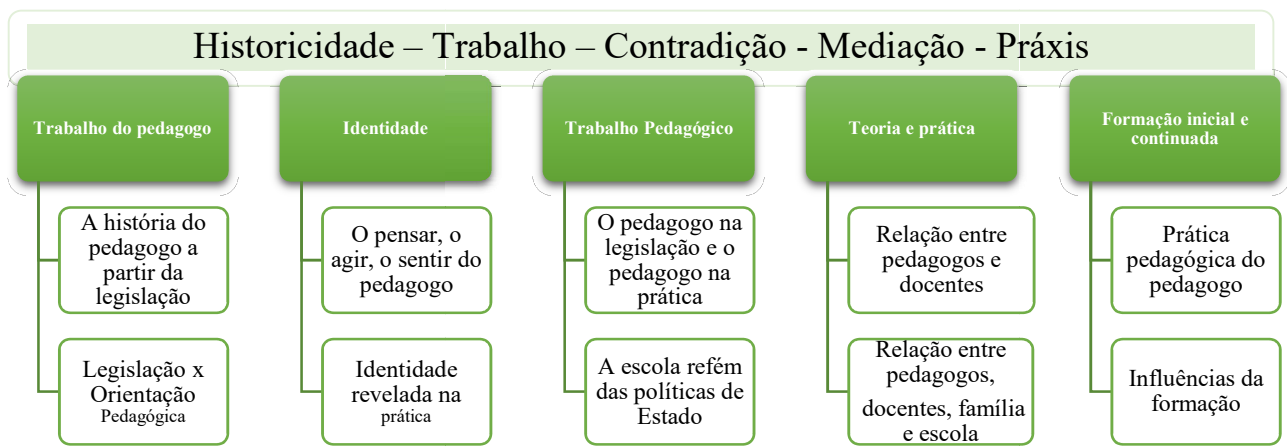 Historicidade – Trabalho – Contradição - Mediação - Práxis
Trabalho do pedagogo
A história do
pedagogo a
partir da
legislação
Legislação x
Orientação
Pedagógica
Identidade
O pensar, o
agir, o sentir do
pedagogo
Identidade
revelada na
prática
Trabalho Pedagógico
O pedagogo na
legislação e o
pedagogo na
prática
A escola refém
das políticas de
Estado
Teoria e prática
Relação entre
pedagogos e
docentes
Relação entre
pedagogos,
docentes, família
e escola
Formação inicial e
continuada
Prática
pedagógica do
pedagogo
Influências da
formação